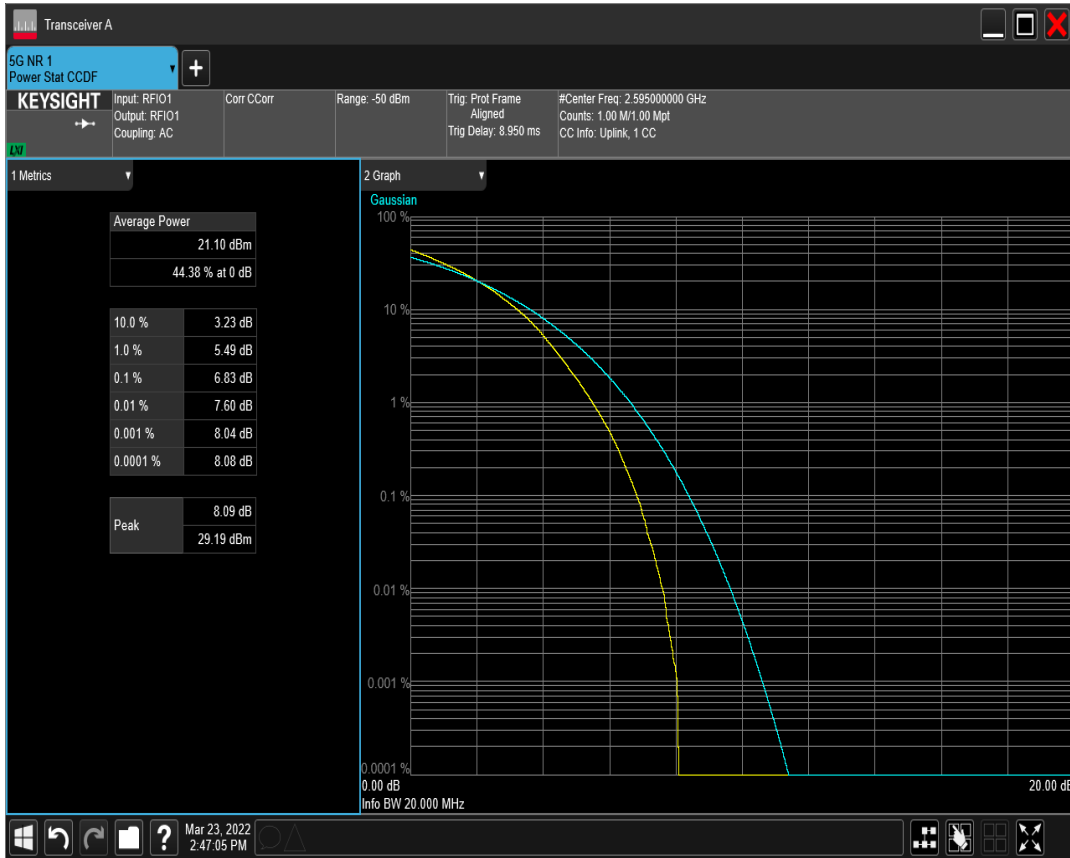 Transceiver A
5G NR 1
Power Stat CCDF
KEYSIGHT
LXI
Input: RFIO1
Output: RFIO1
Coupling: AC
Corr CCorr
Range: -50 dBm
Trig: Prot Frame
Aligned
Trig Delay: 8.950 ms
#Center Freq: 2.595000000 GHz
Counts: 1.00 M/1.00 Mpt
CC Info: Uplink, 1 CC
1 Metrics
Average Power
21.10 dBm
44.38 % at 0 dB
10.0 % 3.23 dB
1.0 % 5.49 dB
0.1 % 6.83 dB
0.01 % 7.60 dB
0.001 % 8.04 dB
0.0001 % 8.08 dB
Peak
8.09 dB
29.19 dBm
2 Graph
Gaussian
100 %
10 %
1 %
0.1 %
0.01 %
0.001 %
0.0001 %
0.00 dB 20.00 dB
Info BW 20.000 MHz
?
Mar 23, 2022
2:47:05 PM